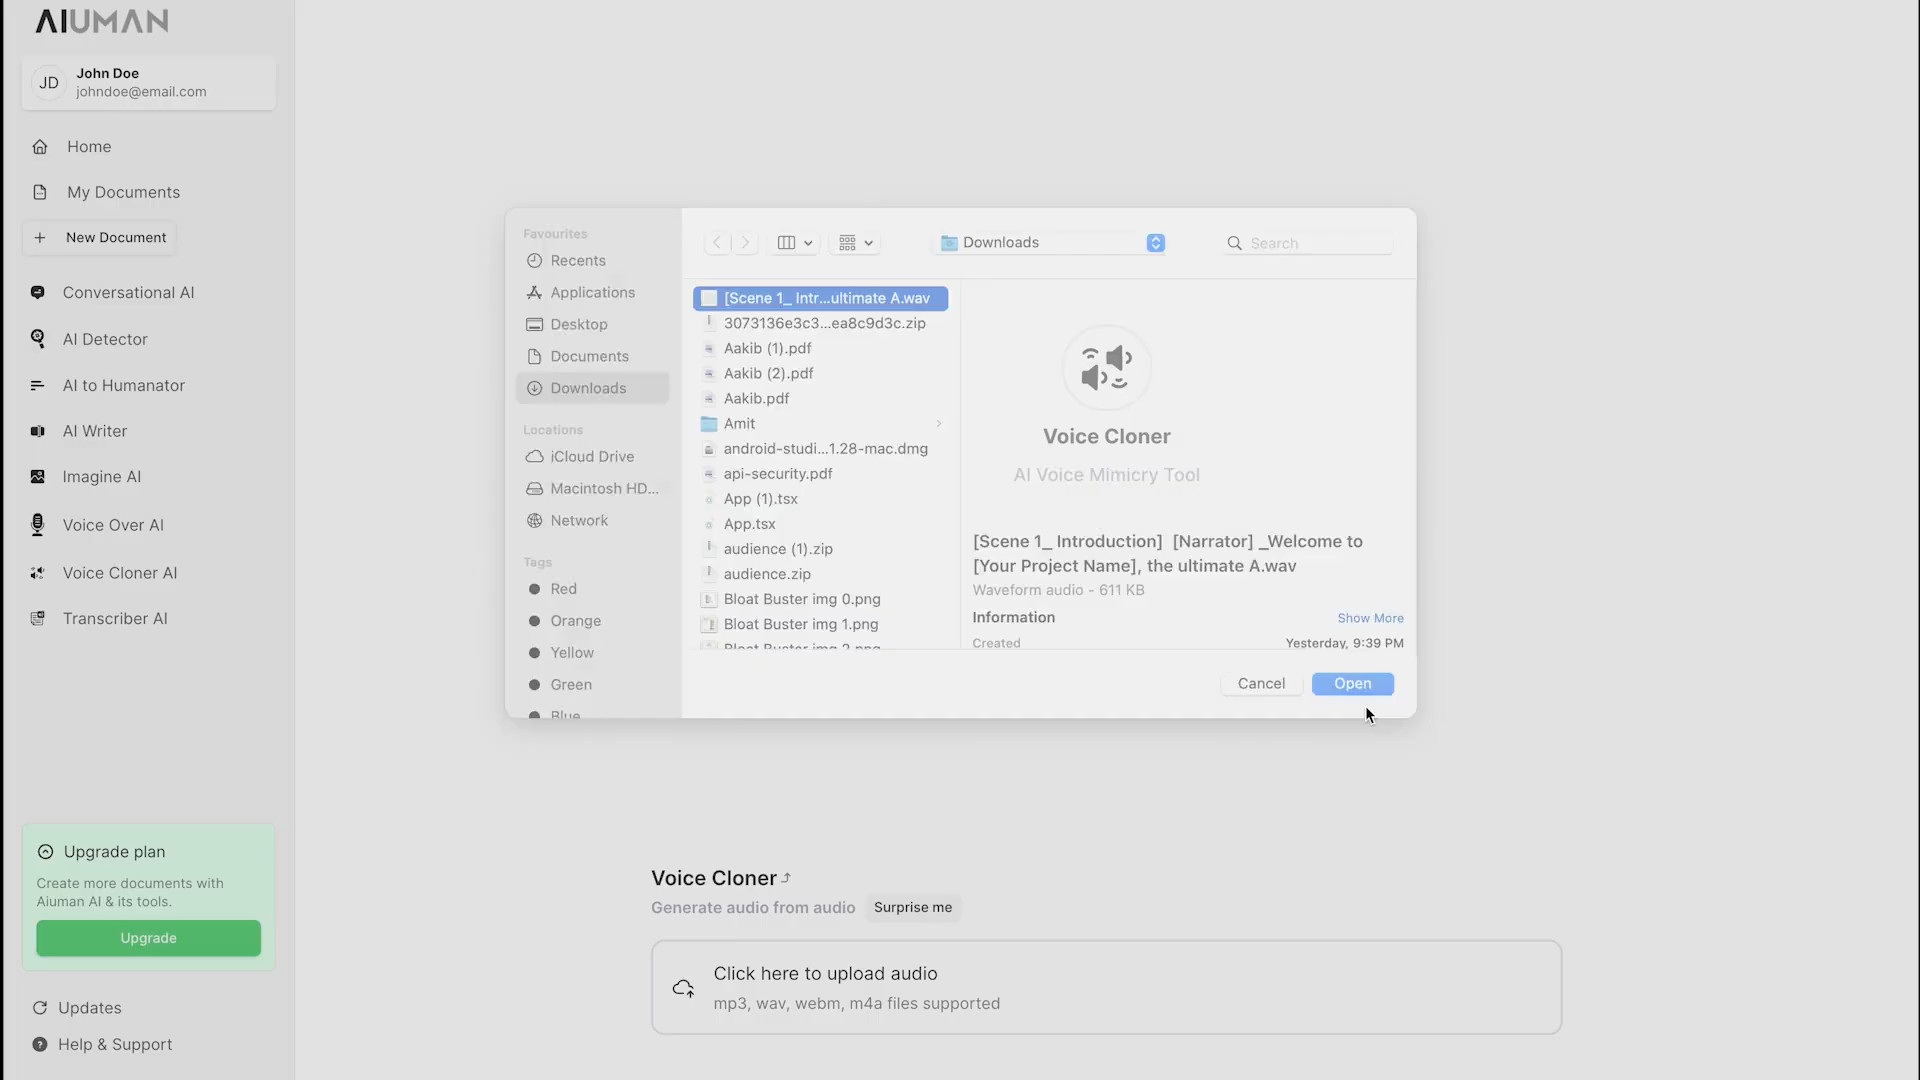 AIUMAN
JD
John Doe
johndoe@email.com
Home
My Documents
New Document
Conversational AI
AI Detector
AI to Humanator
AI Writer
Imagine AI
Voice Over AI
Voice Cloner AI
Transcriber AI
Upgrade plan
Create more documents with
Aiuman AI & its tools.
Upgrade
Updates
Help & Support
Favourites
Recents
Applications
Desktop
Documents
Downloads
Locations
iCloud Drive
Macintosh HD...
Network
Tags
Red
Orange
Yellow
Green
Blue
Downloads
Search
[Scene 1_ Intr...ultimate A.wav
3073136e3c3...ea8c9d3c.zip
Aakib (1).pdf
Aakib (2).pdf
Aakib.pdf
Amit
android-studi...1.28-mac.dmg
api-security.pdf
App (1).tsx
App.tsx
audience (1).zip
audience.zip
Bloat Buster img 0.png
Bloat Buster img 1.png
Bloat Buster img 2.png
Voice Cloner
AI Voice Mimicry Tool
[Scene 1_ Introduction]  [Narrator] _Welcome to
[Your Project Name], the ultimate A.wav
Waveform audio - 611 KB
Information
Show More
Created
Yesterday, 9:39 PM
Cancel
Open
Voice Cloner
Generate audio from audio
Surprise me
Click here to upload audio
mp3, wav, webm, m4a files supported